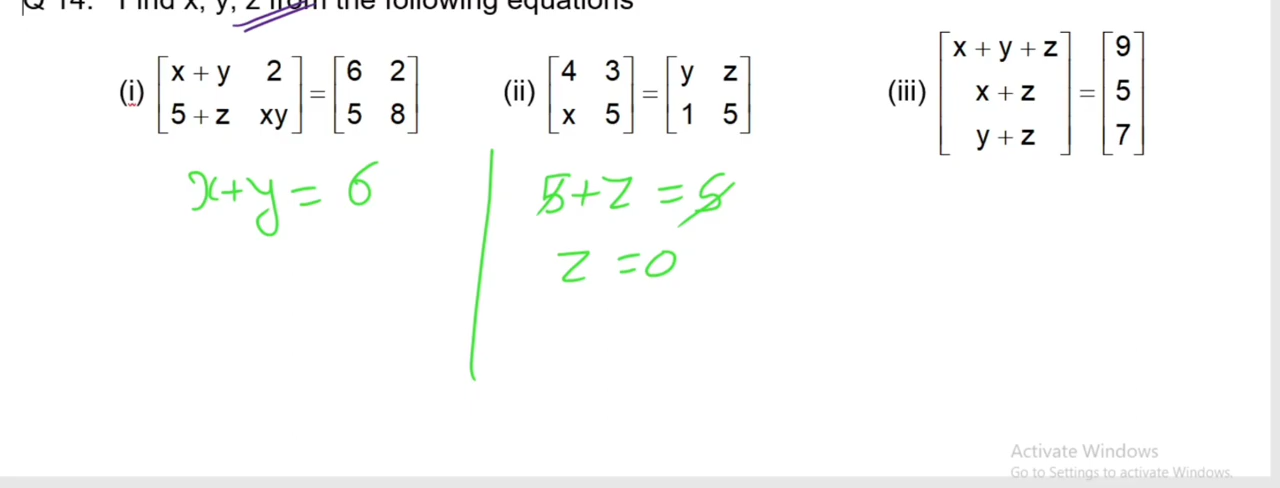 Q 14. Find x, y, z from the following equations
(i) [x + y 2; 5 + z xy] = [6 2; 5 8] (ii) [4 3; x 5] = [y z; 1 5] (iii) [x + y + z; x + z; y + z] = [9; 5; 7]
x+y = 6
5+z = 5
z = 0
Activate Windows
Go to Settings to activate Windows.